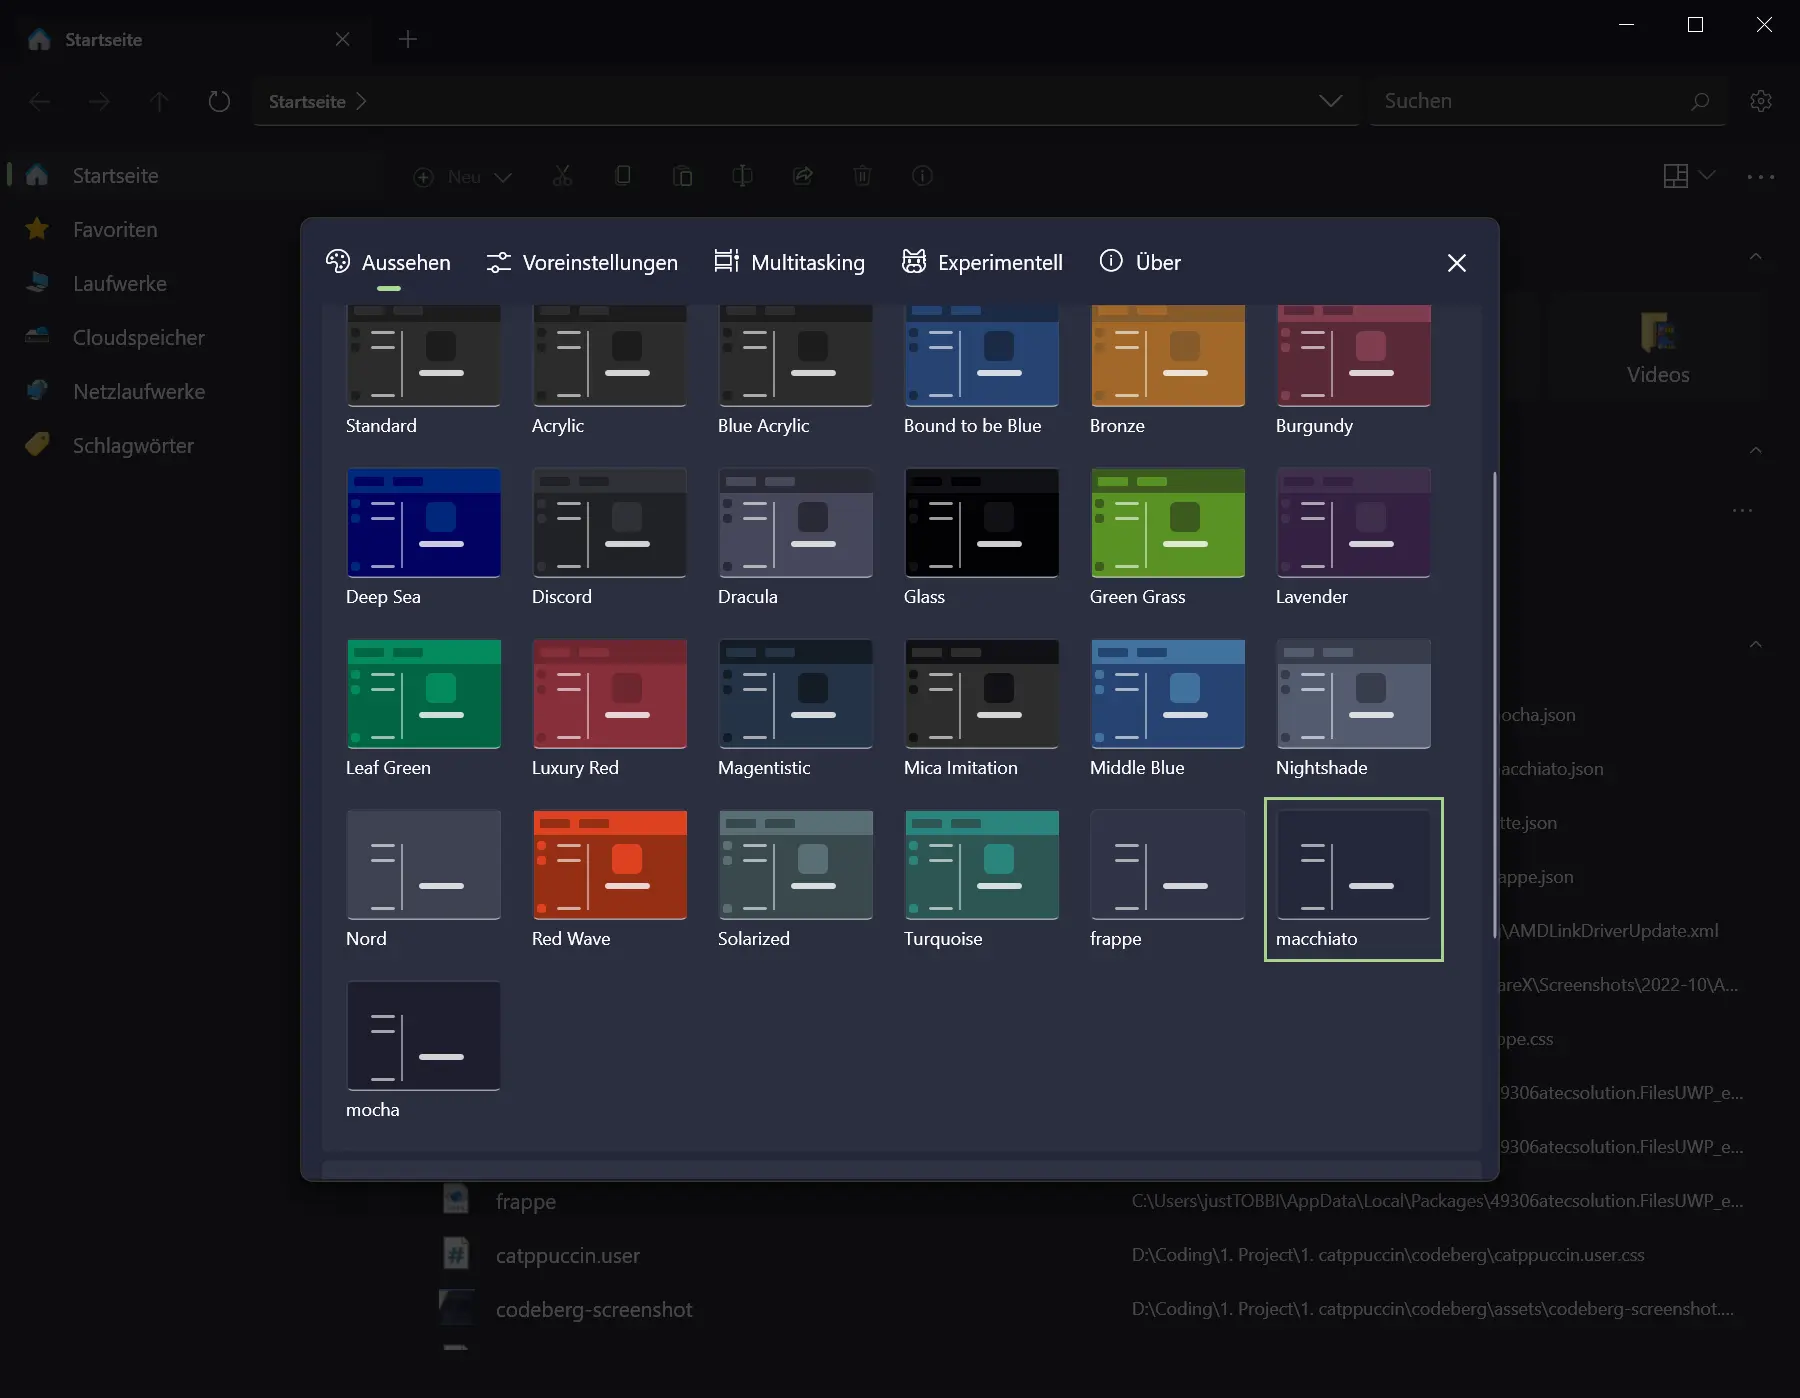 Startseite
Startseite
Suchen
Startseite
Neu
Favoriten
Laufwerke
Cloudspeicher
Netzlaufwerke
Schlagwörter
Aussehen
Voreinstellungen
Multitasking
Experimentell
Über
Standard
Acrylic
Blue Acrylic
Bound to be Blue
Bronze
Burgundy
Deep Sea
Discord
Dracula
Glass
Green Grass
Lavender
Leaf Green
Luxury Red
Magentistic
Mica Imitation
Middle Blue
Nightshade
Nord
Red Wave
Solarized
Turquoise
frappe
macchiato
mocha
Videos
ocha.json
acchiato.json
tte.json
appe.json
\AMDLinkDriverUpdate.xml
areX\Screenshots\2022-10\A...
ppe.css
9306atecsolution.FilesUWP_e...
9306atecsolution.FilesUWP_e...
frappe
C:\Users\justTOBBI\AppData\Local\Packages\49306atecsolution.FilesUWP_e...
catppuccin.user
D:\Coding\1. Project\1. catppuccin\codeberg\catppuccin.user.css
codeberg-screenshot
D:\Coding\1. Project\1. catppuccin\codeberg\assets\codeberg-screenshot....